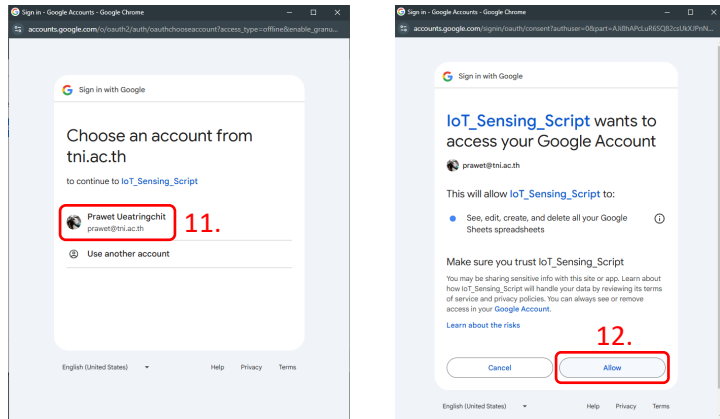 Sign in - Google Accounts - Google Chrome
accounts.google.com/o/oauth2/auth/oauthchooseaccount?access_type=offline&enable_granu...
Sign in with Google
Choose an account from
tni.ac.th
to continue to IoT_Sensing_Script
Prawet Ueatringchit
prawet@tni.ac.th
11.
Use another account
English (United States)
Help Privacy Terms
Sign in - Google Accounts - Google Chrome
accounts.google.com/signin/oauth/consent?authuser=0&part=
Sign in with Google
IoT_Sensing_Script wants to
access your Google Account
prawet@tni.ac.th
This will allow IoT_Sensing_Script to:
See, edit, create, and delete all your Google
Sheets spreadsheets
Make sure you trust IoT_Sensing_Script
You may be sharing sensitive info with this site or app. Learn about
how IoT_Sensing_Script will handle your data by reviewing its terms
of service and privacy policies. You can always see or remove
access in your Google Account.
Learn about the risks
12.
Cancel Allow
English (United States)
Help Privacy Terms